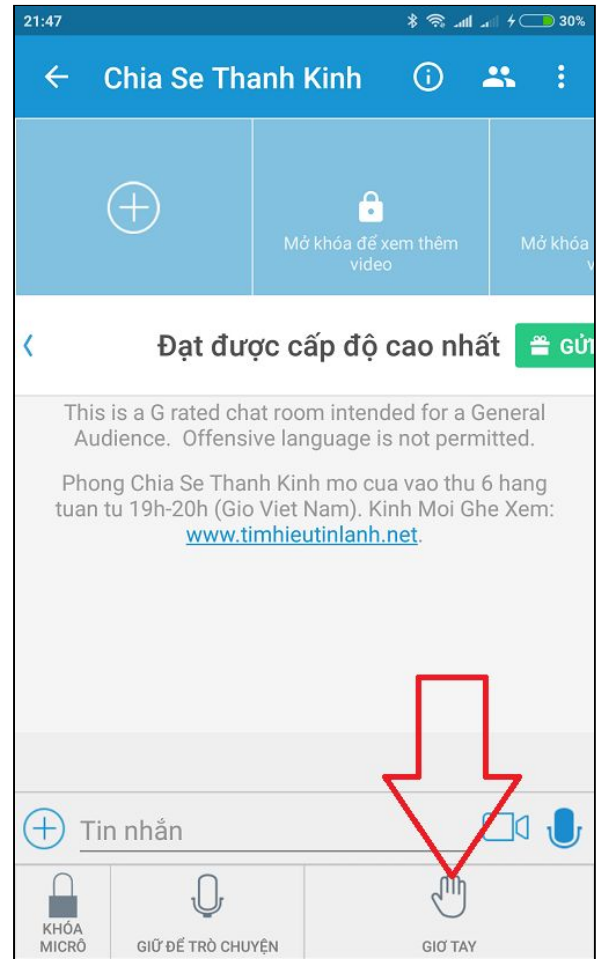 21:47
30%
Chia Se Thanh Kinh
Mở khóa để xem thêm
video
Mở khóa
v
Đạt được cấp độ cao nhất
GỬI
This is a G rated chat room intended for a General
Audience. Offensive language is not permitted.
Phong Chia Se Thanh Kinh mo cua vao thu 6 hang
tuan tu 19h-20h (Gio Viet Nam). Kinh Moi Ghe Xem:
www.timhieutinlanh.net.
Tin nhắn
KHÓA
MICRÔ
GIỮ ĐỂ TRÒ CHUYỆN
GIƠ TAY